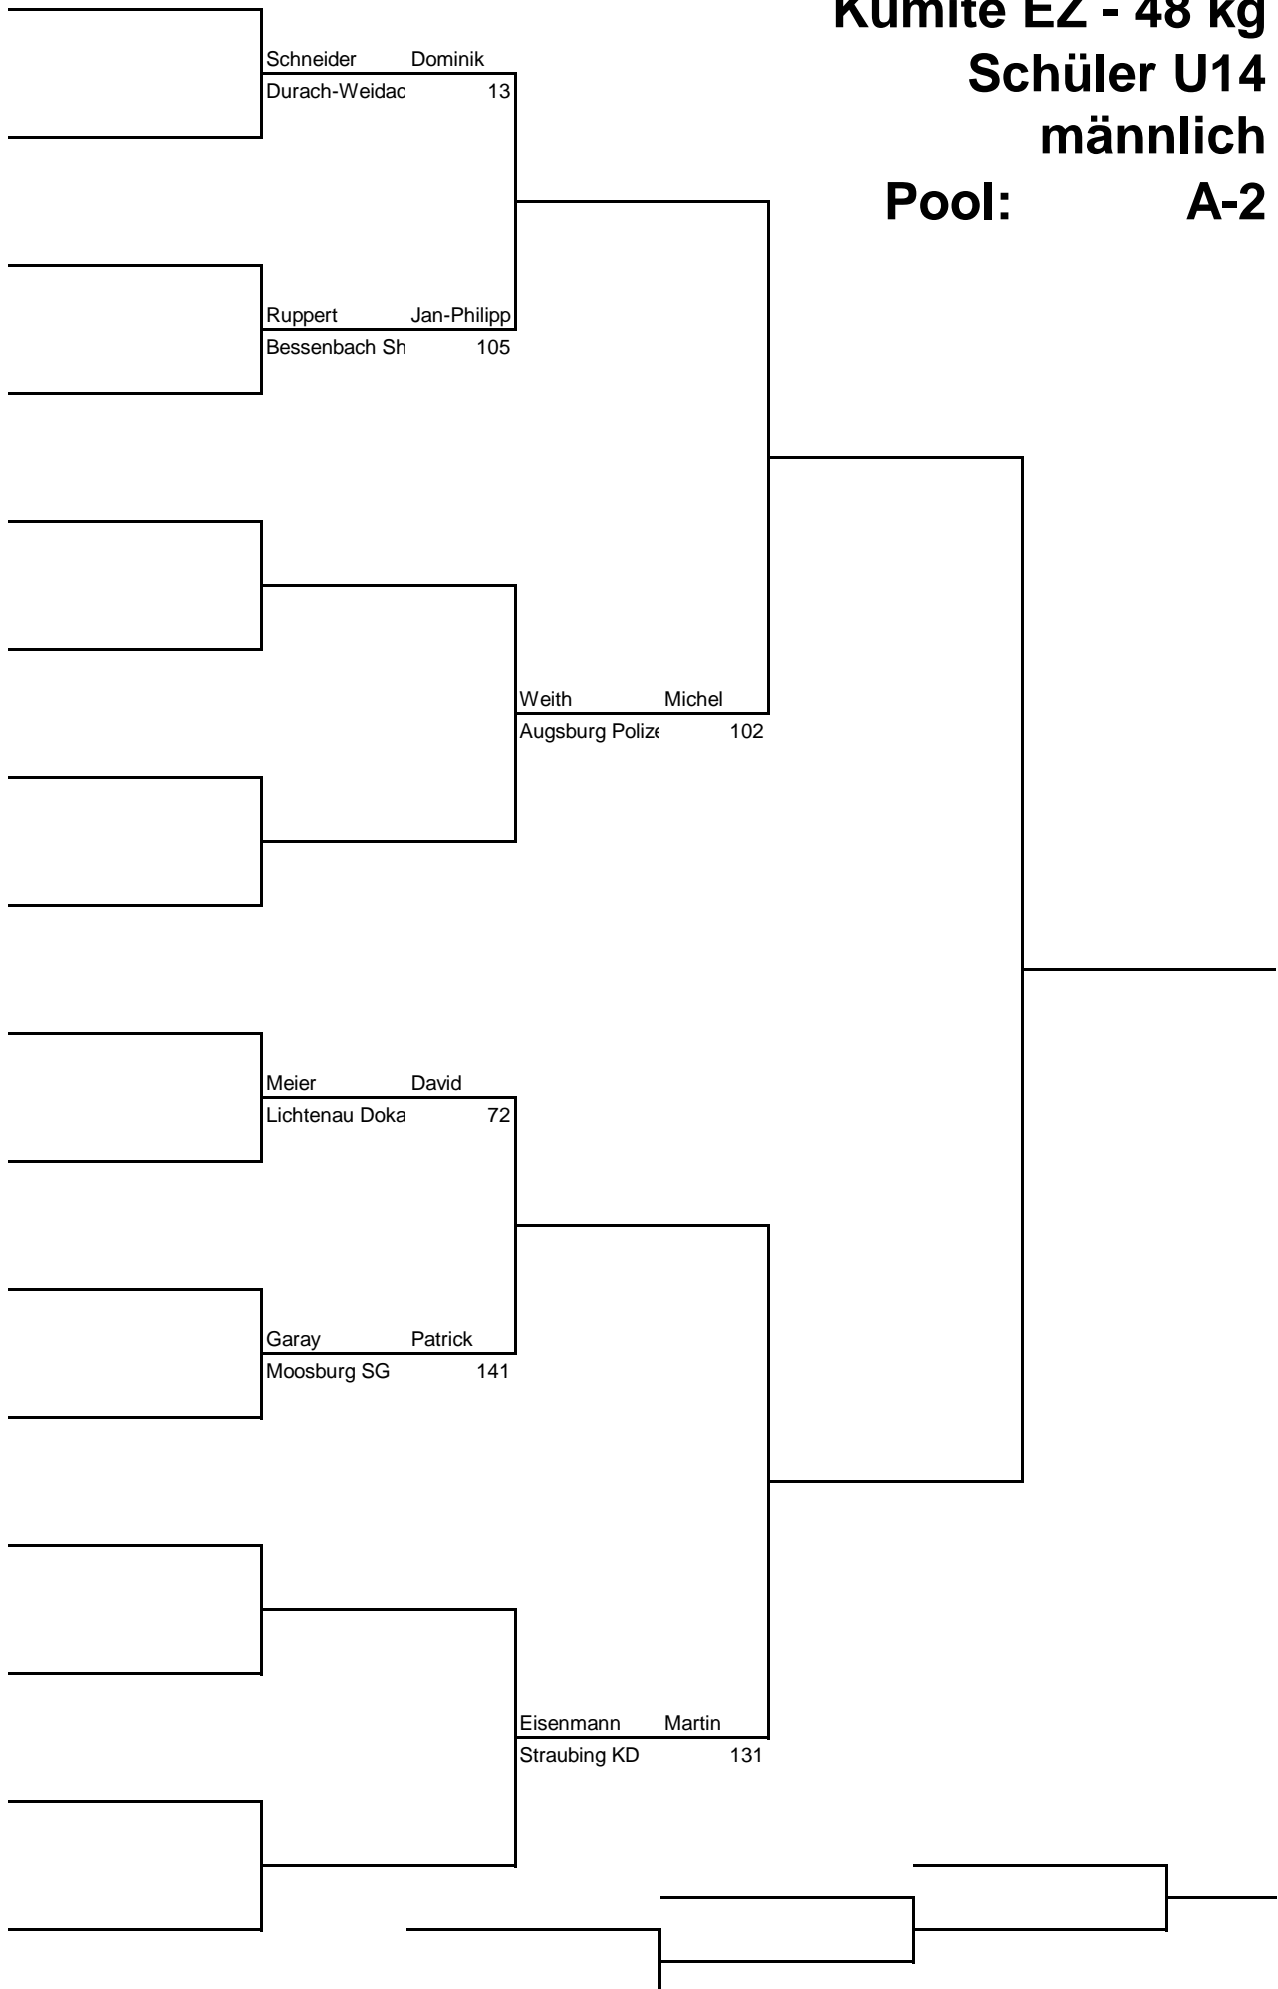 Kumite EZ - 48 kg
Schüler U14
männlich
Pool: A-2
Schneider Dominik
Durach-Weidac 13
Ruppert Jan-Philipp
Bessenbach Sh 105
Weith Michel
Augsburg Polize 102
Meier David
Lichtenau Doka 72
Garay Patrick
Moosburg SG 141
Eisenmann Martin
Straubing KD 131